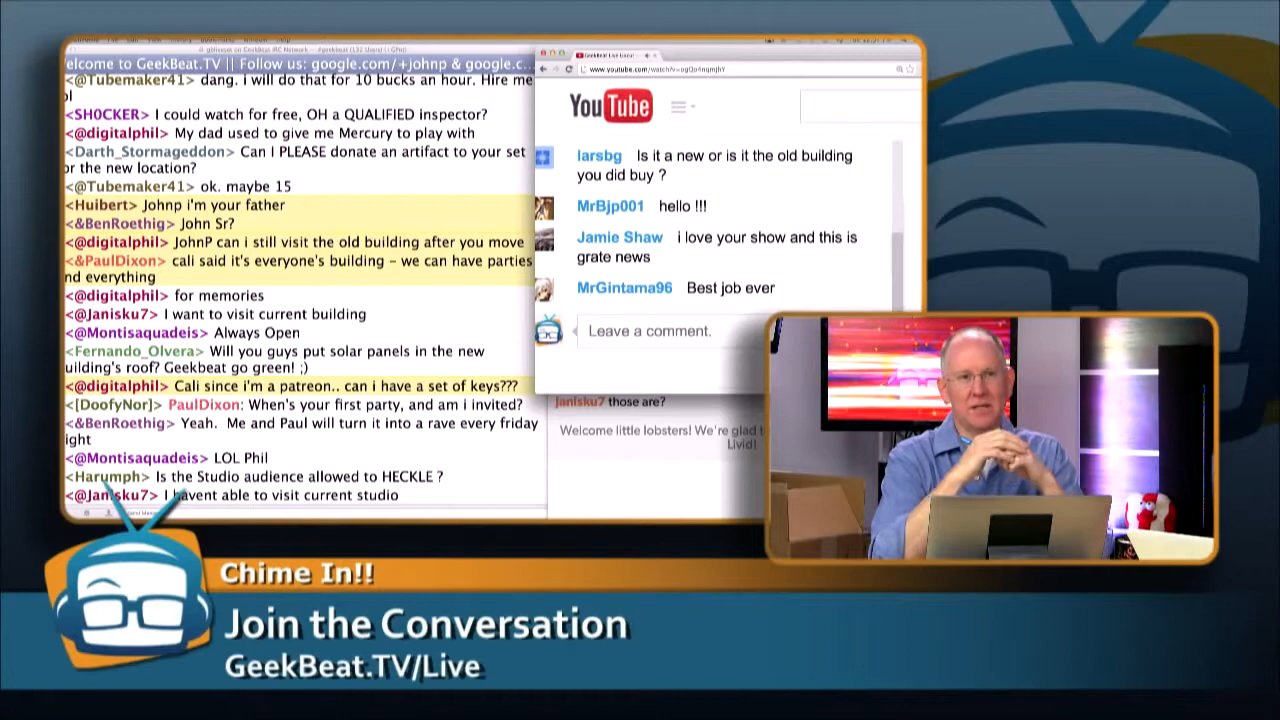 elcome to GeekBeat.TV || Follow us: google.com/+johnp & google.c...
<@Tubemaker41> dang. i will do that for 10 bucks an hour. Hire me
ol
<SH0CKER> I could watch for free, OH a QUALIFIED inspector?
<@digitalphil> My dad used to give me Mercury to play with
<Darth_Stormageddon> Can I PLEASE donate an artifact to your set
or the new location?
<@Tubemaker41> ok. maybe 15
<Huibert> Johnp i'm your father
<&BenRoethig> John Sr?
<@digitalphil> JohnP can i still visit the old building after you move
<&PaulDixon> cali said it's everyone's building – we can have parties
nd everything
<@digitalphil> for memories
<@Janisku7> I want to visit current building
<@Montisaquadeis> Always Open
<Fernando_Olvera> Will you guys put solar panels in the new
uilding's roof? Geekbeat go green! ;)
<@digitalphil> Cali since i'm a patreon.. can i have a set of keys???
<[DoofyNor]> PaulDixon: When's your first party, and am i invited?
<&BenRoethig> Yeah.  Me and Paul will turn it into a rave every friday
ight
<@Montisaquadeis> LOL Phil
<Harumph> Is the Studio audience allowed to HECKLE ?
<@Janisku7> I havent able to visit current studio
YouTube
larsbg Is it a new or is it the old building
you did buy ?
MrBjp001 hello !!!
Jamie Shaw i love your show and this is
grate news
MrGintama96 Best job ever
Leave a comment.
Janisku7 those are?
Welcome little lobsters! We're glad t
Livid!
Chime In!!
Join the Conversation
GeekBeat.TV/Live